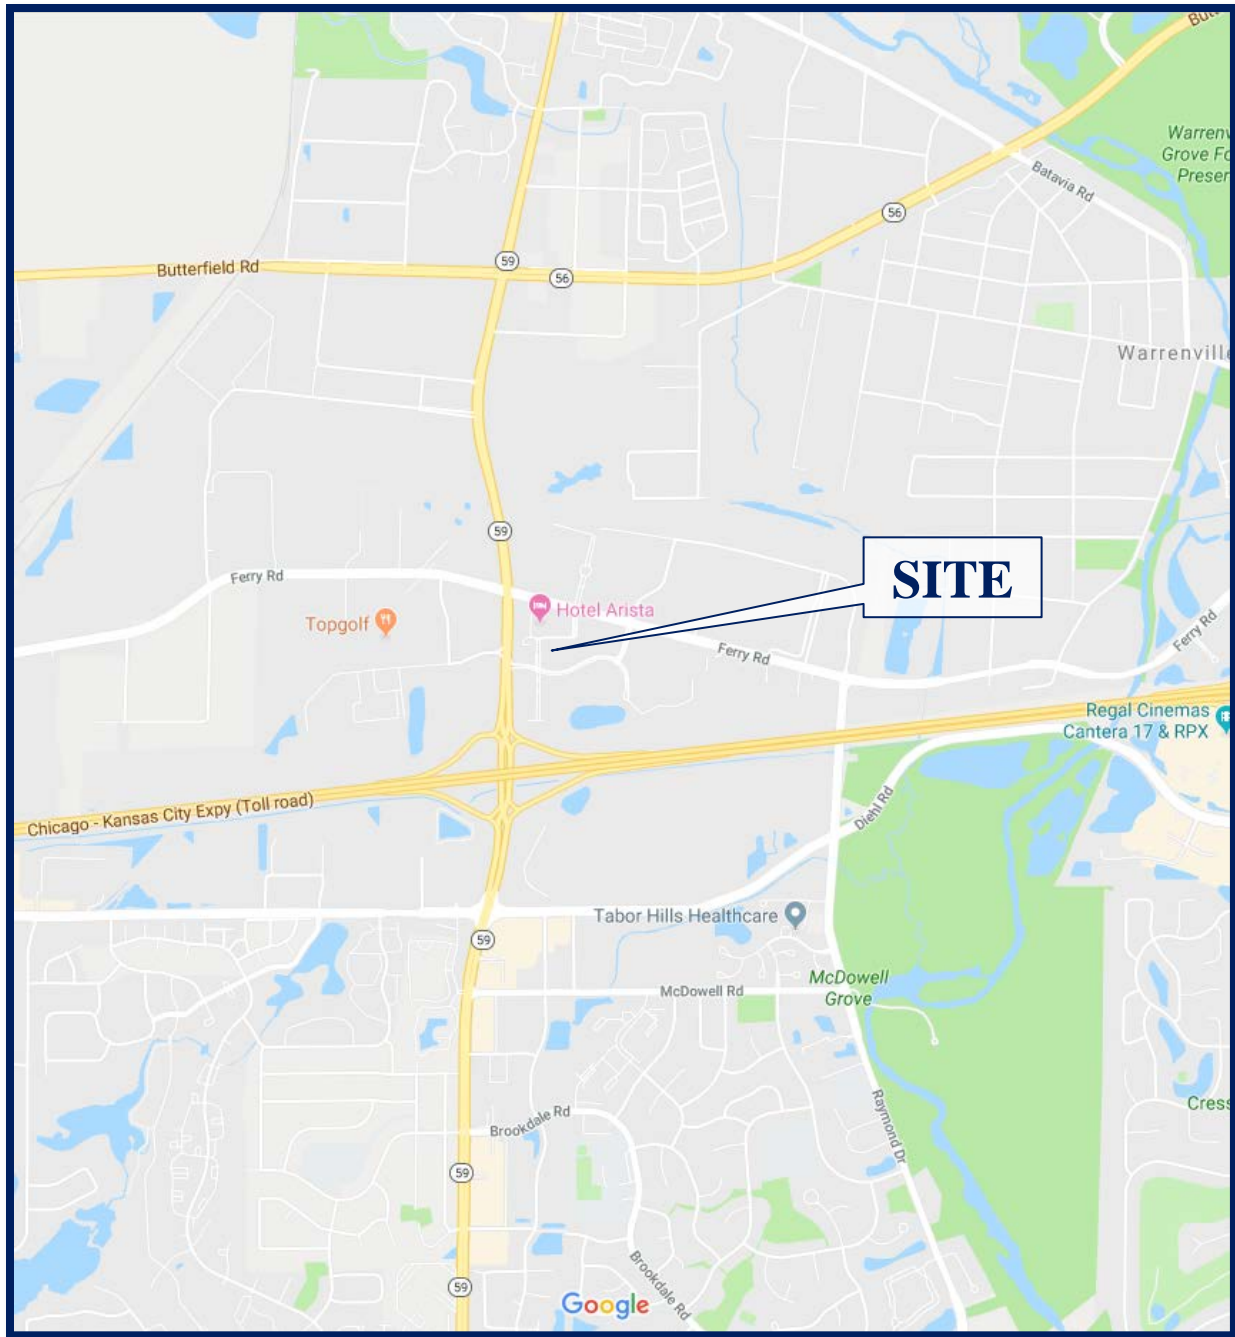 Butt
Warrenv
Grove Fo
Preser
Batavia Rd
56
59
Butterfield Rd
56
Warrenville
59
SITE
Ferry Rd
Hotel Arista
Topgolf
Ferry Rd
Ferry Rd
Regal Cinemas
Cantera 17 & RPX
Chicago - Kansas City Expy (Toll road)
Diehl Rd
Tabor Hills Healthcare
59
McDowell
Grove
McDowell Rd
Cress
Brookdale Rd
Raymond Dr
59
Brookdale Rd
59
Google